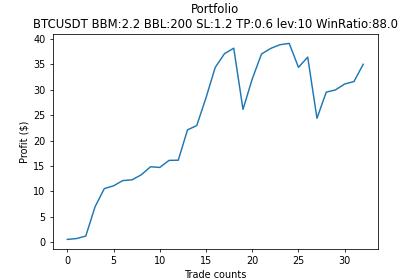 Portfolio
BTCUSDT BBM:2.2 BBL:200 SL:1.2 TP:0.6 lev:10 WinRatio:88.0
40
35
30
25
20
15
10
5
0
Profit ($)
0 5 10 15 20 25 30
Trade counts